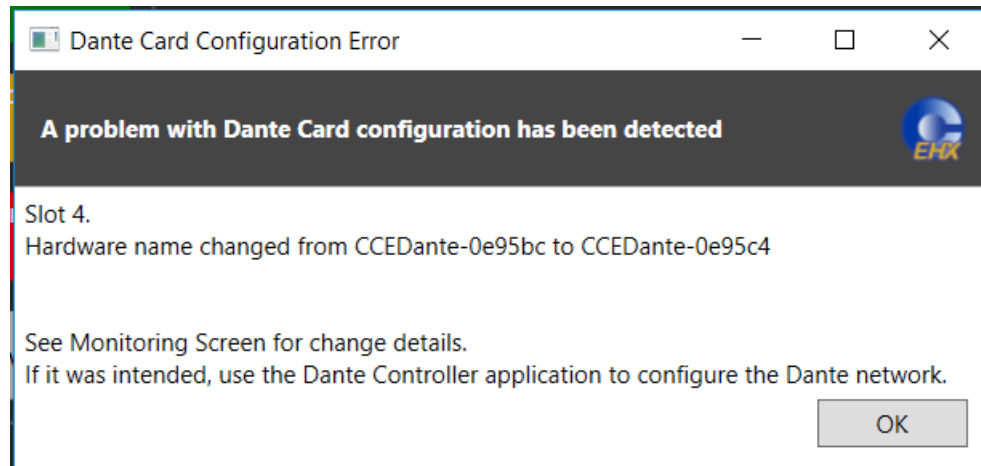 Dante Card Configuration Error
A problem with Dante Card configuration has been detected
EHX
Slot 4.
Hardware name changed from CCEDante-0e95bc to CCEDante-0e95c4
See Monitoring Screen for change details.
If it was intended, use the Dante Controller application to configure the Dante network.
OK